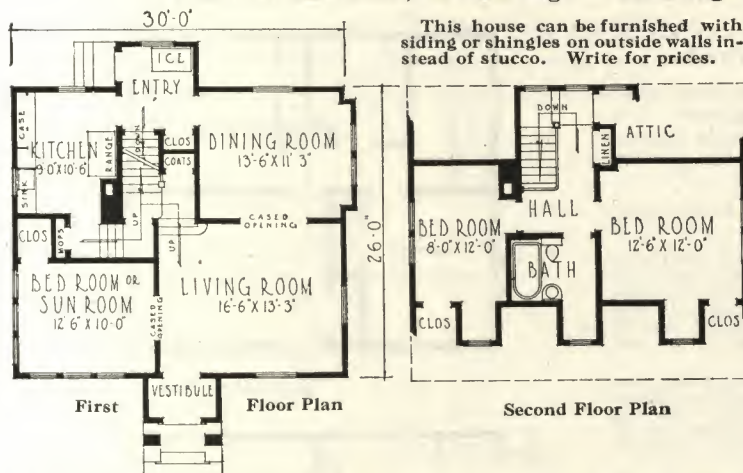 This house can be furnished with
siding or shingles on outside walls in-
stead of stucco. Write for prices.
30'-0"
ICE
ENTRY
CASE
KITCHEN
9'-0"X10'-6"
RANGE
DOWN
CLOS
COATS
DINING ROOM
13'-6"X11'3"
SINK
CLOS
MOPS
UP
UP
CASED
OPENING
26'-0"
BED ROOM OR
SUN ROOM
12'6"X10'-0"
CASED
OPENING
LIVING ROOM
16'-6"X13'-3"
VESTIBULE
First Floor Plan
DOWN
LINEN
ATTIC
BED ROOM
8'-0"X12'-0"
HALL
BED ROOM
12'-6"X12'-0"
BATH
CLOS
CLOS
Second Floor Plan